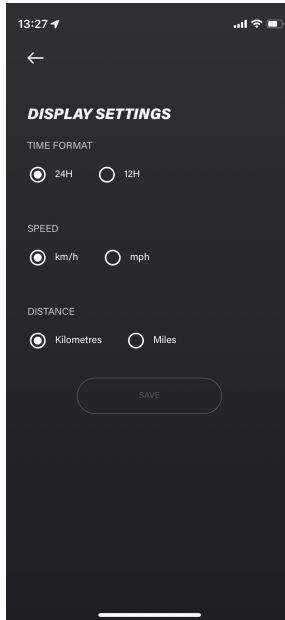 13:27
DISPLAY SETTINGS
TIME FORMAT
24H 12H
SPEED
km/h mph
DISTANCE
Kilometres Miles
SAVE